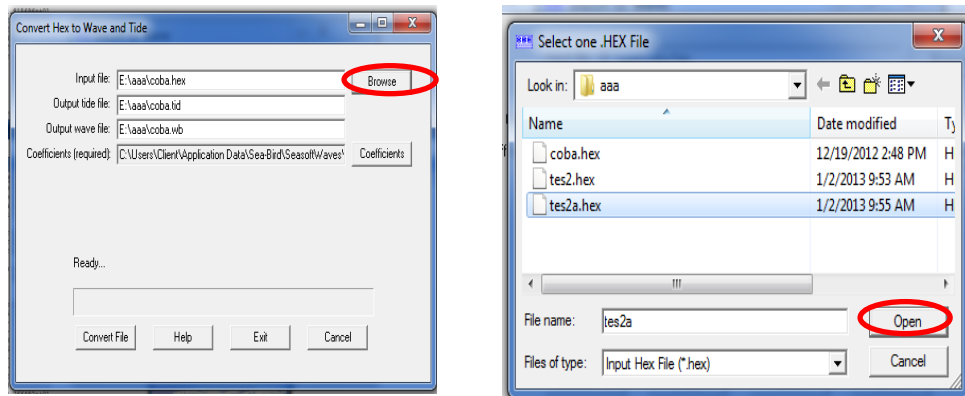 Convert Hex to Wave and Tide
Input file: E:\aaa\coba.hex Browse
Output tide file: E:\aaa\coba.tid
Output wave file: E:\aaa\coba.wb
Coefficients (required): C:\Users\Client\Application Data\Sea-Bird\SeasoftWaves\ Coefficients
Ready...
Convert File Help Exit Cancel
Select one .HEX File
Look in: aaa
Name Date modified Ty
coba.hex 12/19/2012 2:48 PM H
tes2.hex 1/2/2013 9:53 AM H
tes2a.hex 1/2/2013 9:55 AM H
File name: tes2a Open
Files of type: Input Hex File (*.hex) Cancel